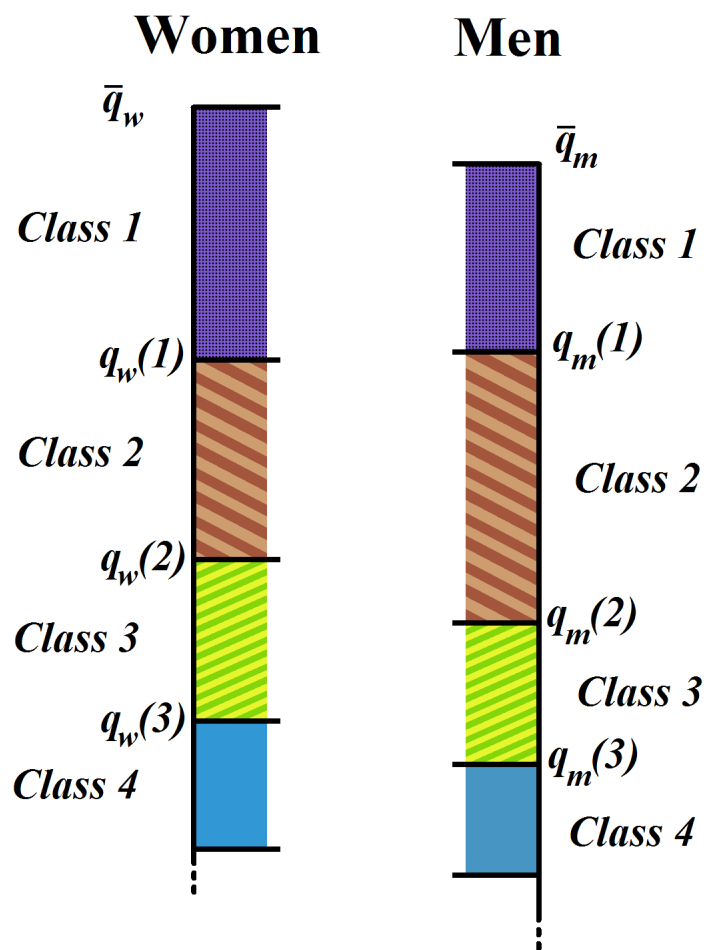 Women
Men
q̄w
q̄m
Class 1
Class 1
qw(1)
qm(1)
Class 2
Class 2
qw(2)
qm(2)
Class 3
Class 3
qw(3)
qm(3)
Class 4
Class 4